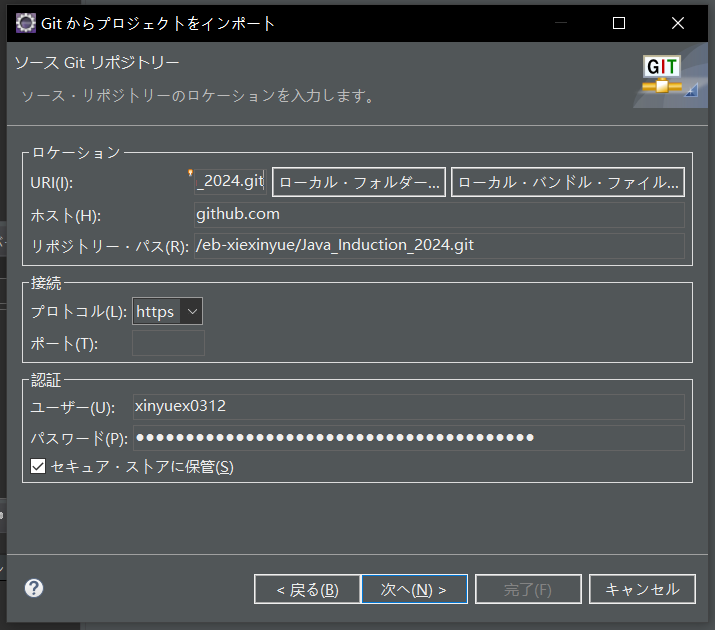 Git からプロジェクトをインポート
ソース Git リポジトリー
GIT
ソース・リポジトリーのロケーションを入力します。
ロケーション
URI(I): _2024.git ローカル・フォルダー... ローカル・バンドル・ファイル...
ホスト(H): github.com
リポジトリー・パス(R): /eb-xiexinyue/Java_Induction_2024.git
接続
プロトコル(L): https
ポート(T):
認証
ユーザー(U): xinyuex0312
パスワード(P): ●●●●●●●●●●●●●●●●●●●●●●●●●●●●●●●●●●●●●●●●
セキュア・ストアに保管(S)
? < 戻る(B) 次へ(N) > 完了(F) キャンセル